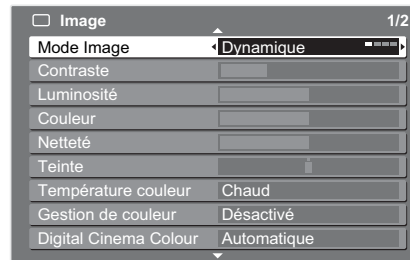 Image 1/2
Mode Image Dynamique
Contraste
Luminosité
Couleur
Netteté
Teinte
Température couleur Chaud
Gestion de couleur Désactivé
Digital Cinema Colour Automatique